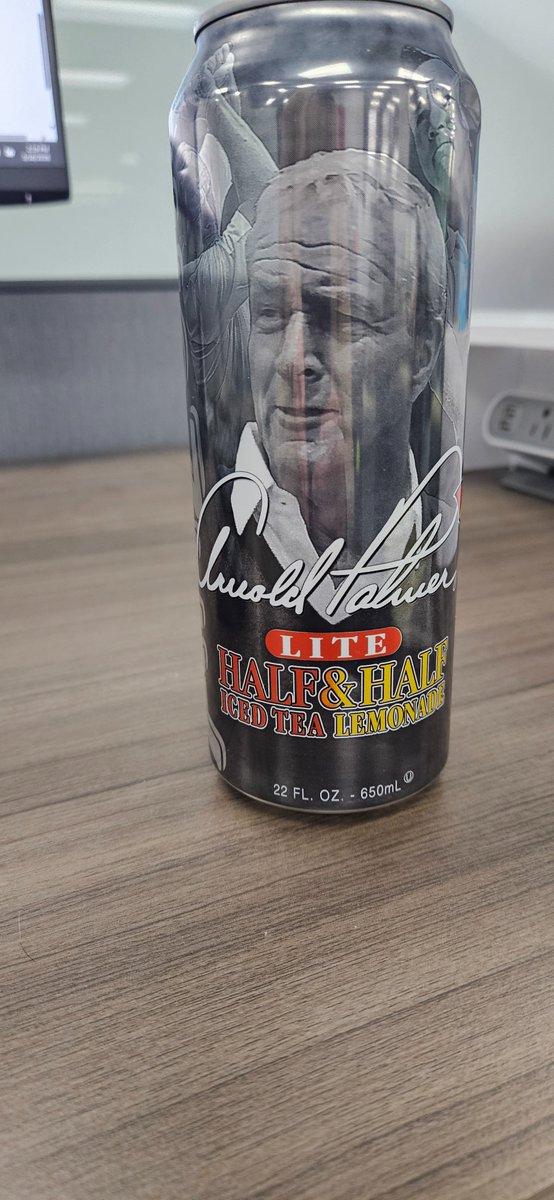 Arnold Palmer
LITE
HALF & HALF
ICED TEA LEMONADE
22 FL. OZ. - 650mL Ⓤ